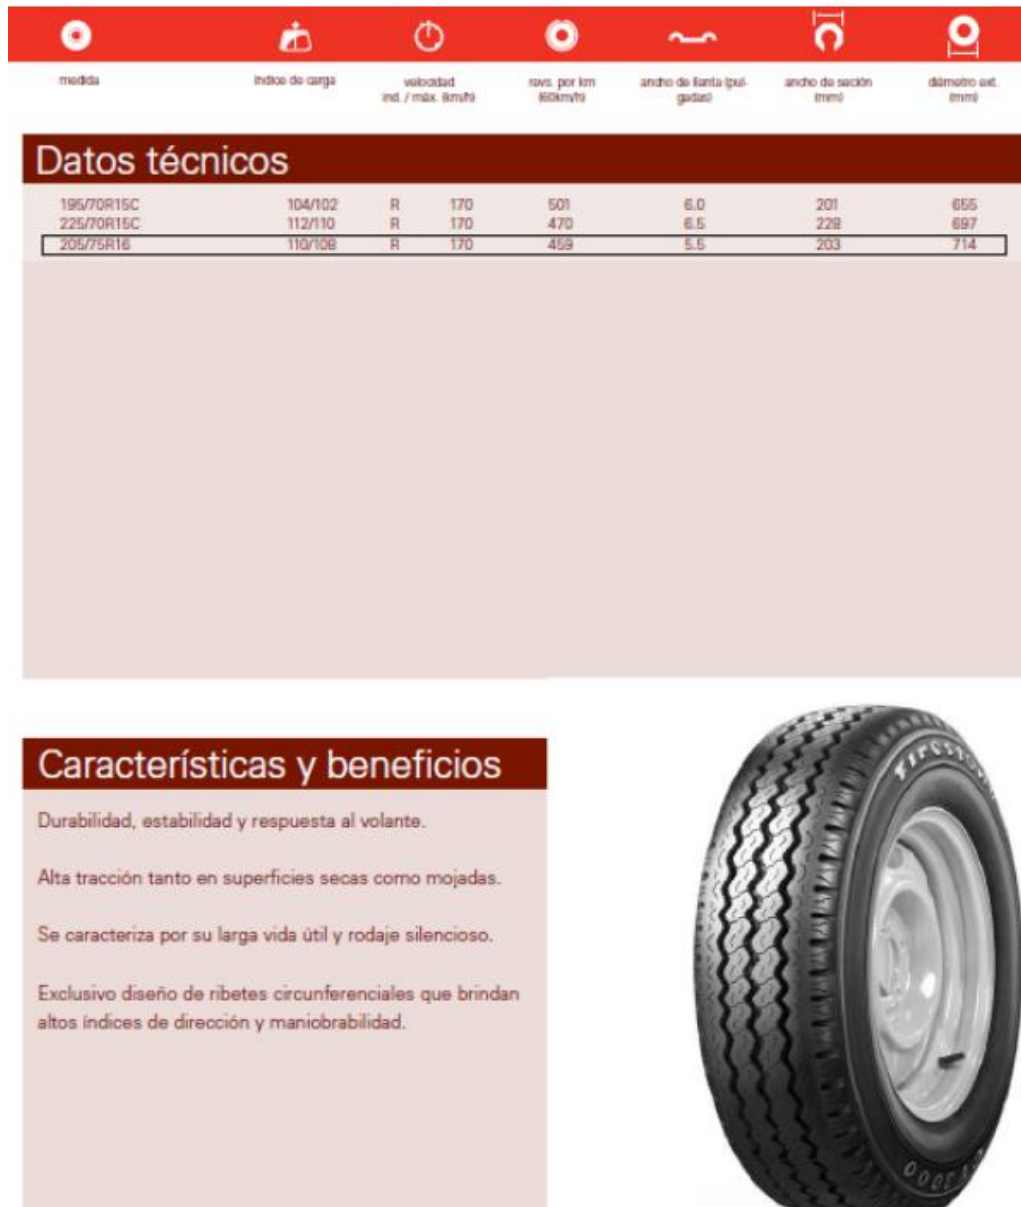 medida
índice de carga
velocidad
ind. / máx. (km/h)
revs. por km
(60km/h)
ancho de llanta (pul-
gadas)
ancho de seción
(mm)
diámetro ext.
(mm)
Datos técnicos
195/70R15C 104/102 R 170 501 6.0 201 655
225/70R15C 112/110 R 170 470 6.5 228 697
205/75R16 110/108 R 170 459 5.5 203 714
Características y beneficios
Durabilidad, estabilidad y respuesta al volante.
Alta tracción tanto en superficies secas como mojadas.
Se caracteriza por su larga vida útil y rodaje silencioso.
Exclusivo diseño de ribetes circunferenciales que brindan
altos índices de dirección y maniobrabilidad.
Firestone
CV3000